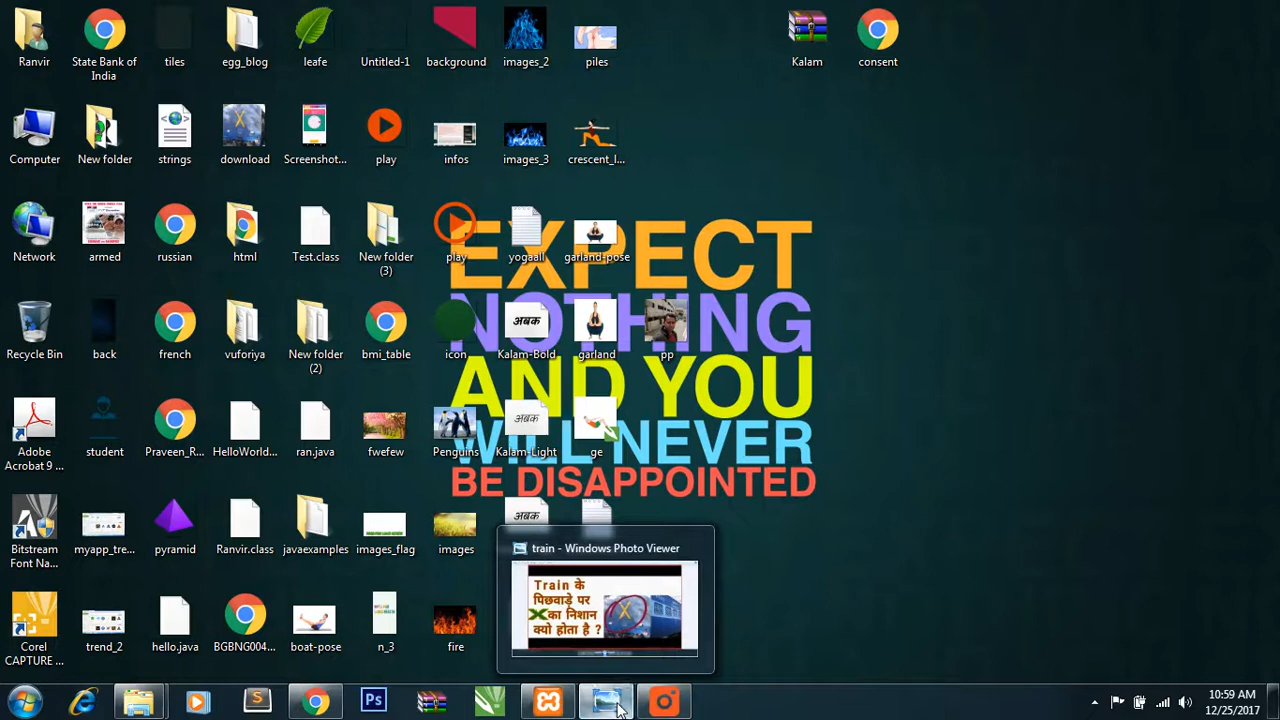 Ranvir
State Bank of India
tiles
egg_blog
leafe
Untitled-1
background
images_2
piles
Kalam
consent
Computer
New folder
strings
download
Screenshot...
play
infos
images_3
crescent_l...
Network
armed
russian
html
Test.class
New folder (3)
play
yogaall
garland-pose
Recycle Bin
back
french
vuforiya
New folder (2)
bmi_table
icon
अबक
Kalam-Bold
garland
pp
Adobe Acrobat 9 ...
student
Praveen_R...
HelloWorld...
ran.java
fwefew
Penguins
अबक
Kalam-Light
ge
Bitstream Font Na...
myapp_tre...
pyramid
Ranvir.class
javaexamples
images_flag
images
अबक
Corel CAPTURE ...
trend_2
hello.java
BGBNG004...
boat-pose
n_3
fire
EXPECT
NOTHING
AND YOU
WILL NEVER
BE DISAPPOINTED
train - Windows Photo Viewer
Train के
पिछवाड़े पर
X का निशान
क्यो होता है ?
Ps
10:59 AM
12/25/2017